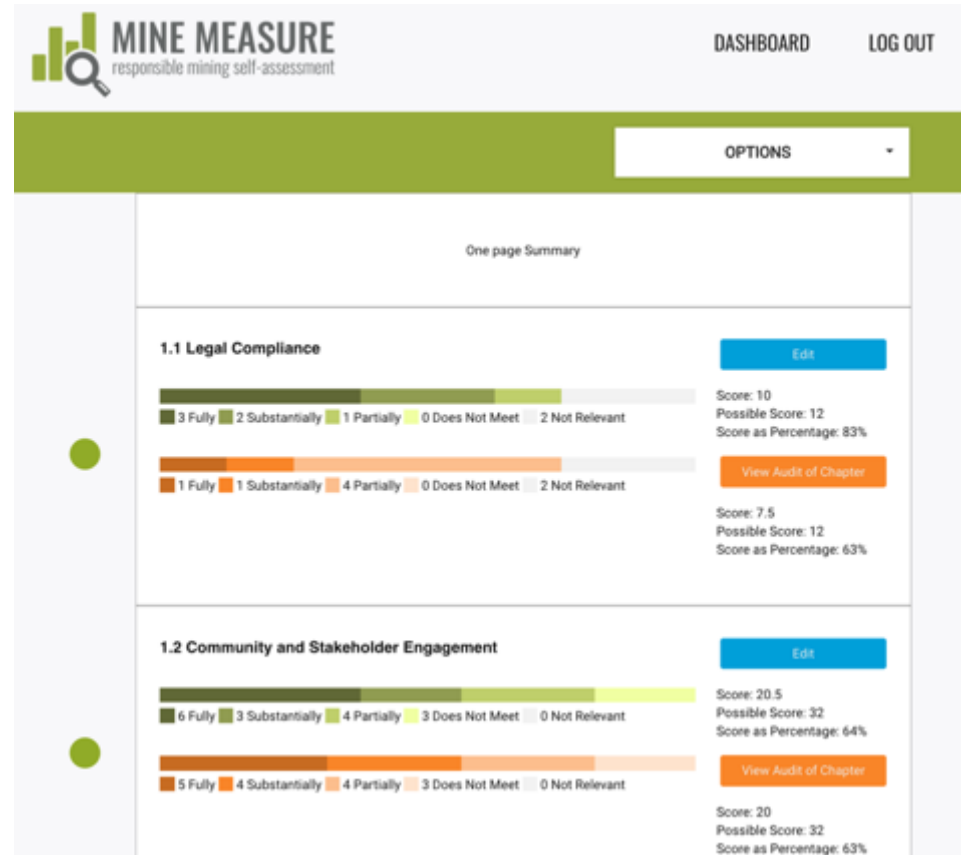 MINE MEASURE
responsible mining self-assessment
DASHBOARD LOG OUT
OPTIONS
One page Summary
1.1 Legal Compliance
Edit
3 Fully 2 Substantially 1 Partially 0 Does Not Meet 2 Not Relevant
Score: 10
Possible Score: 12
Score as Percentage: 83%
1 Fully 1 Substantially 4 Partially 0 Does Not Meet 2 Not Relevant
View Audit of Chapter
Score: 7.5
Possible Score: 12
Score as Percentage: 63%
1.2 Community and Stakeholder Engagement
Edit
6 Fully 3 Substantially 4 Partially 3 Does Not Meet 0 Not Relevant
Score: 20.5
Possible Score: 32
Score as Percentage: 64%
5 Fully 4 Substantially 4 Partially 3 Does Not Meet 0 Not Relevant
View Audit of Chapter
Score: 20
Possible Score: 32
Score as Percentage: 63%